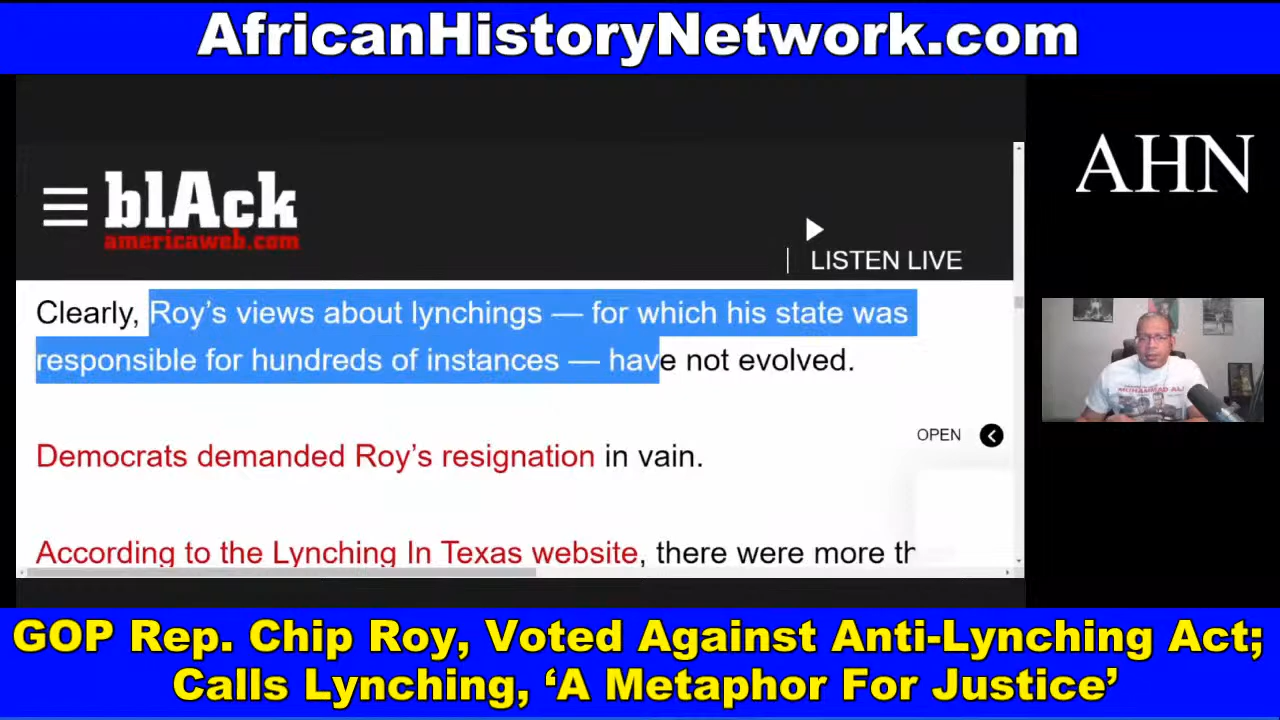 AfricanHistoryNetwork.com
AHN
blAck
americaweb.com
LISTEN LIVE
Clearly, Roy’s views about lynchings — for which his state was
responsible for hundreds of instances — have not evolved.
OPEN
Democrats demanded Roy’s resignation in vain.
According to the Lynching In Texas website, there were more th
MUHAMMAD ALI
GOP Rep. Chip Roy, Voted Against Anti-Lynching Act;
Calls Lynching, ‘A Metaphor For Justice’